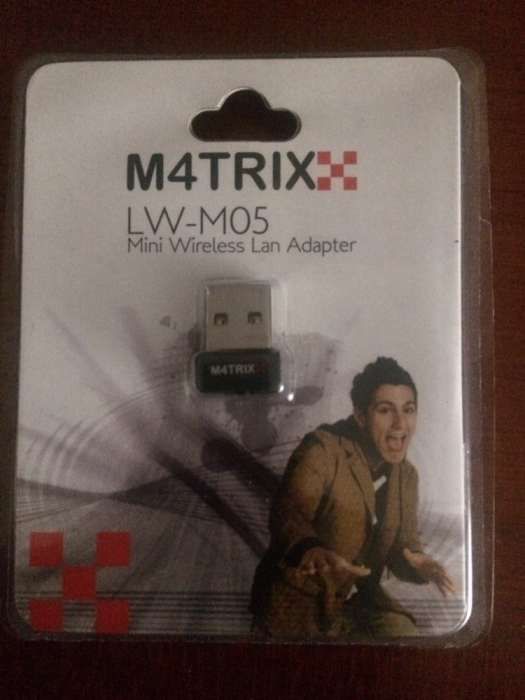 M4TRIX
LW-M05
Mini Wireless Lan Adapter
M4TRIX